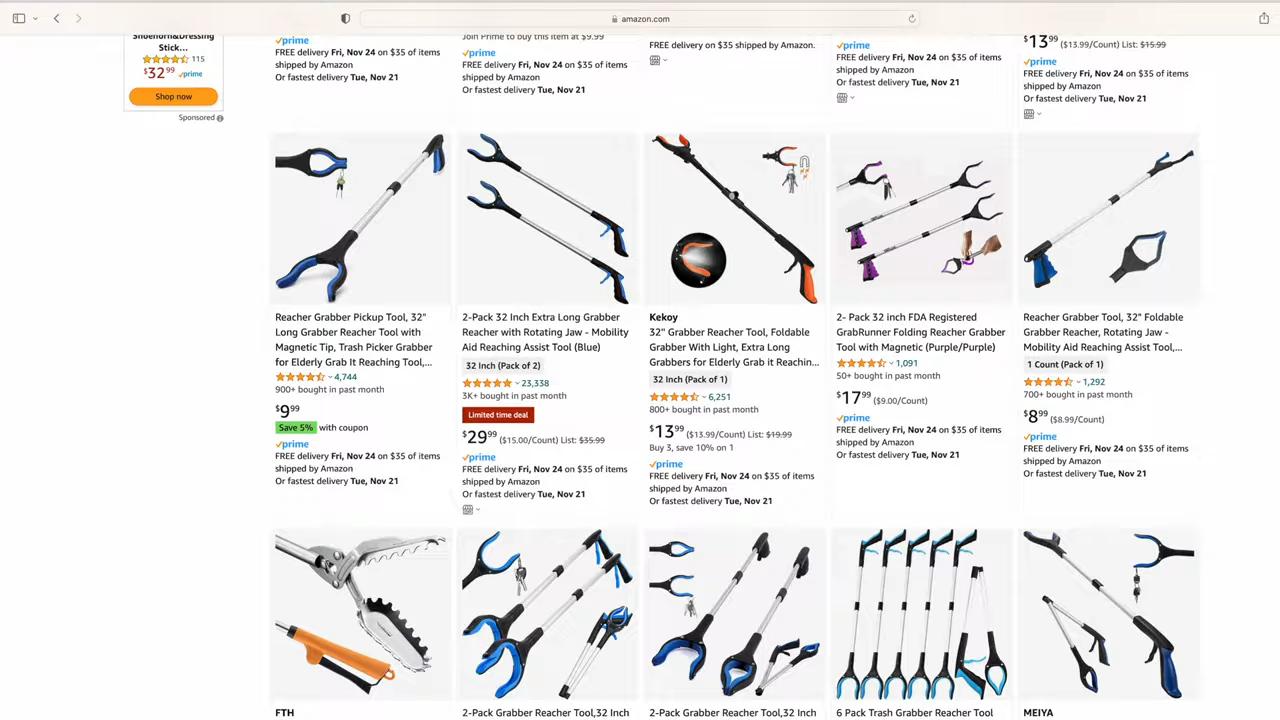 amazon.com
Shoehorn&Dressing
Stick...
115
$32.99 prime
Shop now
Sponsored
prime
FREE delivery Fri, Nov 24 on $35 of items
shipped by Amazon
Or fastest delivery Tue, Nov 21
Join Prime to buy this item at $9.99
prime
FREE delivery Fri, Nov 24 on $35 of items
shipped by Amazon
Or fastest delivery Tue, Nov 21
FREE delivery on $35 shipped by Amazon.
prime
FREE delivery Fri, Nov 24 on $35 of items
shipped by Amazon
Or fastest delivery Tue, Nov 21
$13.99 ($13.99/Count) List: $15.99
prime
FREE delivery Fri, Nov 24 on $35 of items
shipped by Amazon
Or fastest delivery Tue, Nov 21
Reacher Grabber Pickup Tool, 32"
Long Grabber Reacher Tool with
Magnetic Tip, Trash Picker Grabber
for Elderly Grab It Reaching Tool,...
4,744
900+ bought in past month
$9.99
Save 5% with coupon
prime
FREE delivery Fri, Nov 24 on $35 of items
shipped by Amazon
Or fastest delivery Tue, Nov 21
2-Pack 32 Inch Extra Long Grabber
Reacher with Rotating Jaw - Mobility
Aid Reaching Assist Tool (Blue)
32 Inch (Pack of 2)
23,338
3K+ bought in past month
Limited time deal
$29.99 ($15.00/Count) List: $35.99
prime
FREE delivery Fri, Nov 24 on $35 of items
shipped by Amazon
Or fastest delivery Tue, Nov 21
Kekoy
32" Grabber Reacher Tool, Foldable
Grabber With Light, Extra Long
Grabbers for Elderly Grab it Reachin...
32 Inch (Pack of 1)
6,251
800+ bought in past month
$13.99 ($13.99/Count) List: $19.99
Buy 3, save 10% on 1
prime
FREE delivery Fri, Nov 24 on $35 of items
shipped by Amazon
Or fastest delivery Tue, Nov 21
2- Pack 32 inch FDA Registered
GrabRunner Folding Reacher Grabber
Tool with Magnetic (Purple/Purple)
1,091
50+ bought in past month
$17.99 ($9.00/Count)
prime
FREE delivery Fri, Nov 24 on $35 of items
shipped by Amazon
Or fastest delivery Tue, Nov 21
Reacher Grabber Tool, 32" Foldable
Grabber Reacher, Rotating Jaw -
Mobility Aid Reaching Assist Tool,...
1 Count (Pack of 1)
1,292
700+ bought in past month
$8.99 ($8.99/Count)
prime
FREE delivery Fri, Nov 24 on $35 of items
shipped by Amazon
Or fastest delivery Tue, Nov 21
FTH
2-Pack Grabber Reacher Tool,32 Inch
2-Pack Grabber Reacher Tool,32 Inch
6 Pack Trash Grabber Reacher Tool
MEIYA